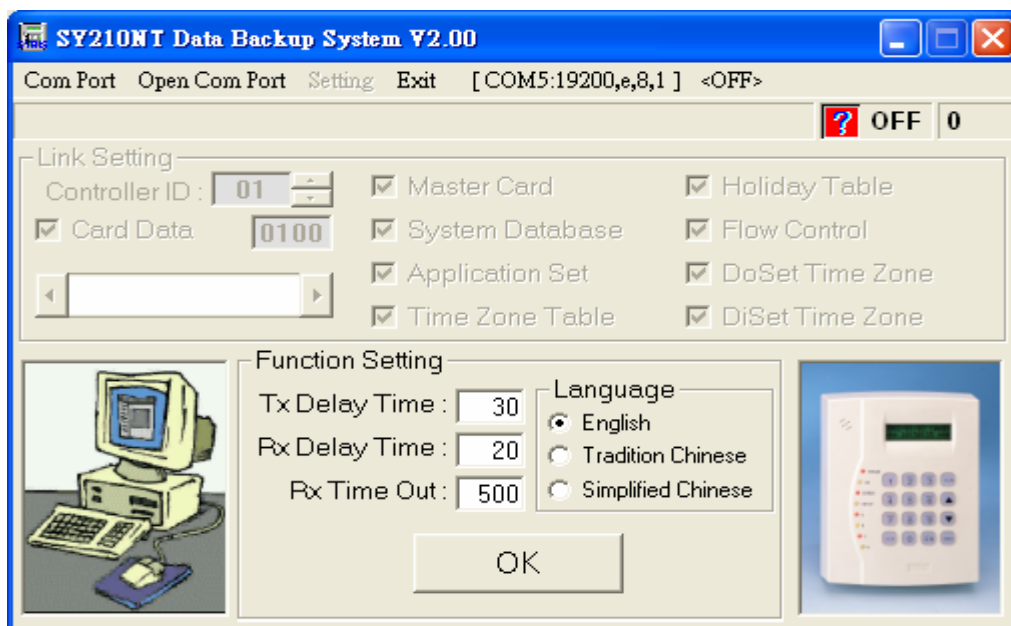 SY210NT Data Backup System V2.00
Com Port Open Com Port Setting Exit [ COM5:19200,e,8,1 ] <OFF>
? OFF 0
Link Setting
Controller ID : 01 Master Card Holiday Table
Card Data 0100 System Database Flow Control
Application Set DoSet Time Zone
Time Zone Table DiSet Time Zone
Function Setting
Tx Delay Time : 30
Rx Delay Time : 20
Rx Time Out : 500
Language
English
Tradition Chinese
Simplified Chinese
OK